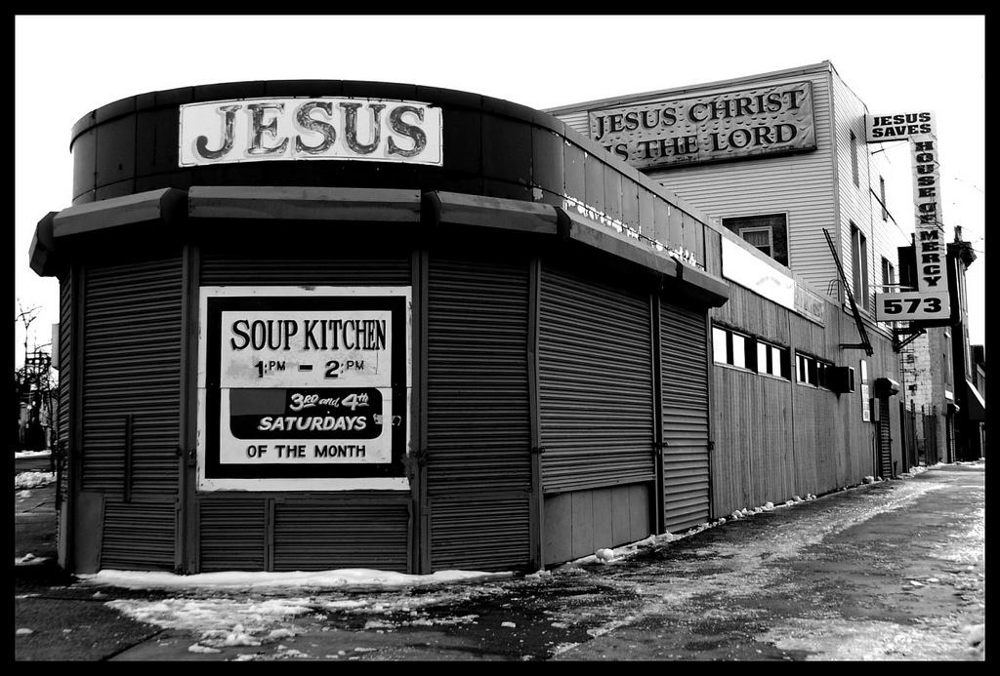 JESUS
JESUS CHRIST
IS THE LORD
JESUS
SAVES
HOUSE OF MERCY
573
SOUP KITCHEN
1:PM - 2:PM
3RD and 4th
SATURDAYS
OF THE MONTH